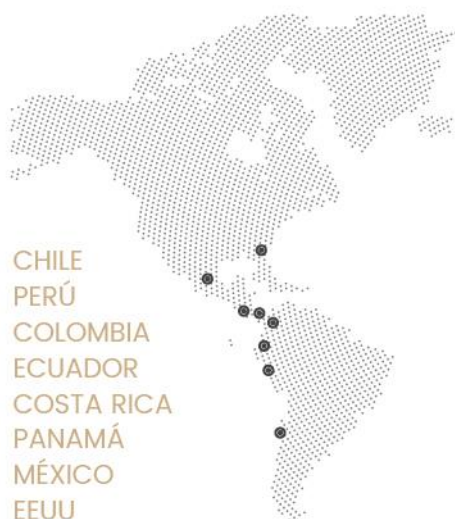 CHILE
PERÚ
COLOMBIA
ECUADOR
COSTA RICA
PANAMÁ
MÉXICO
EEUU